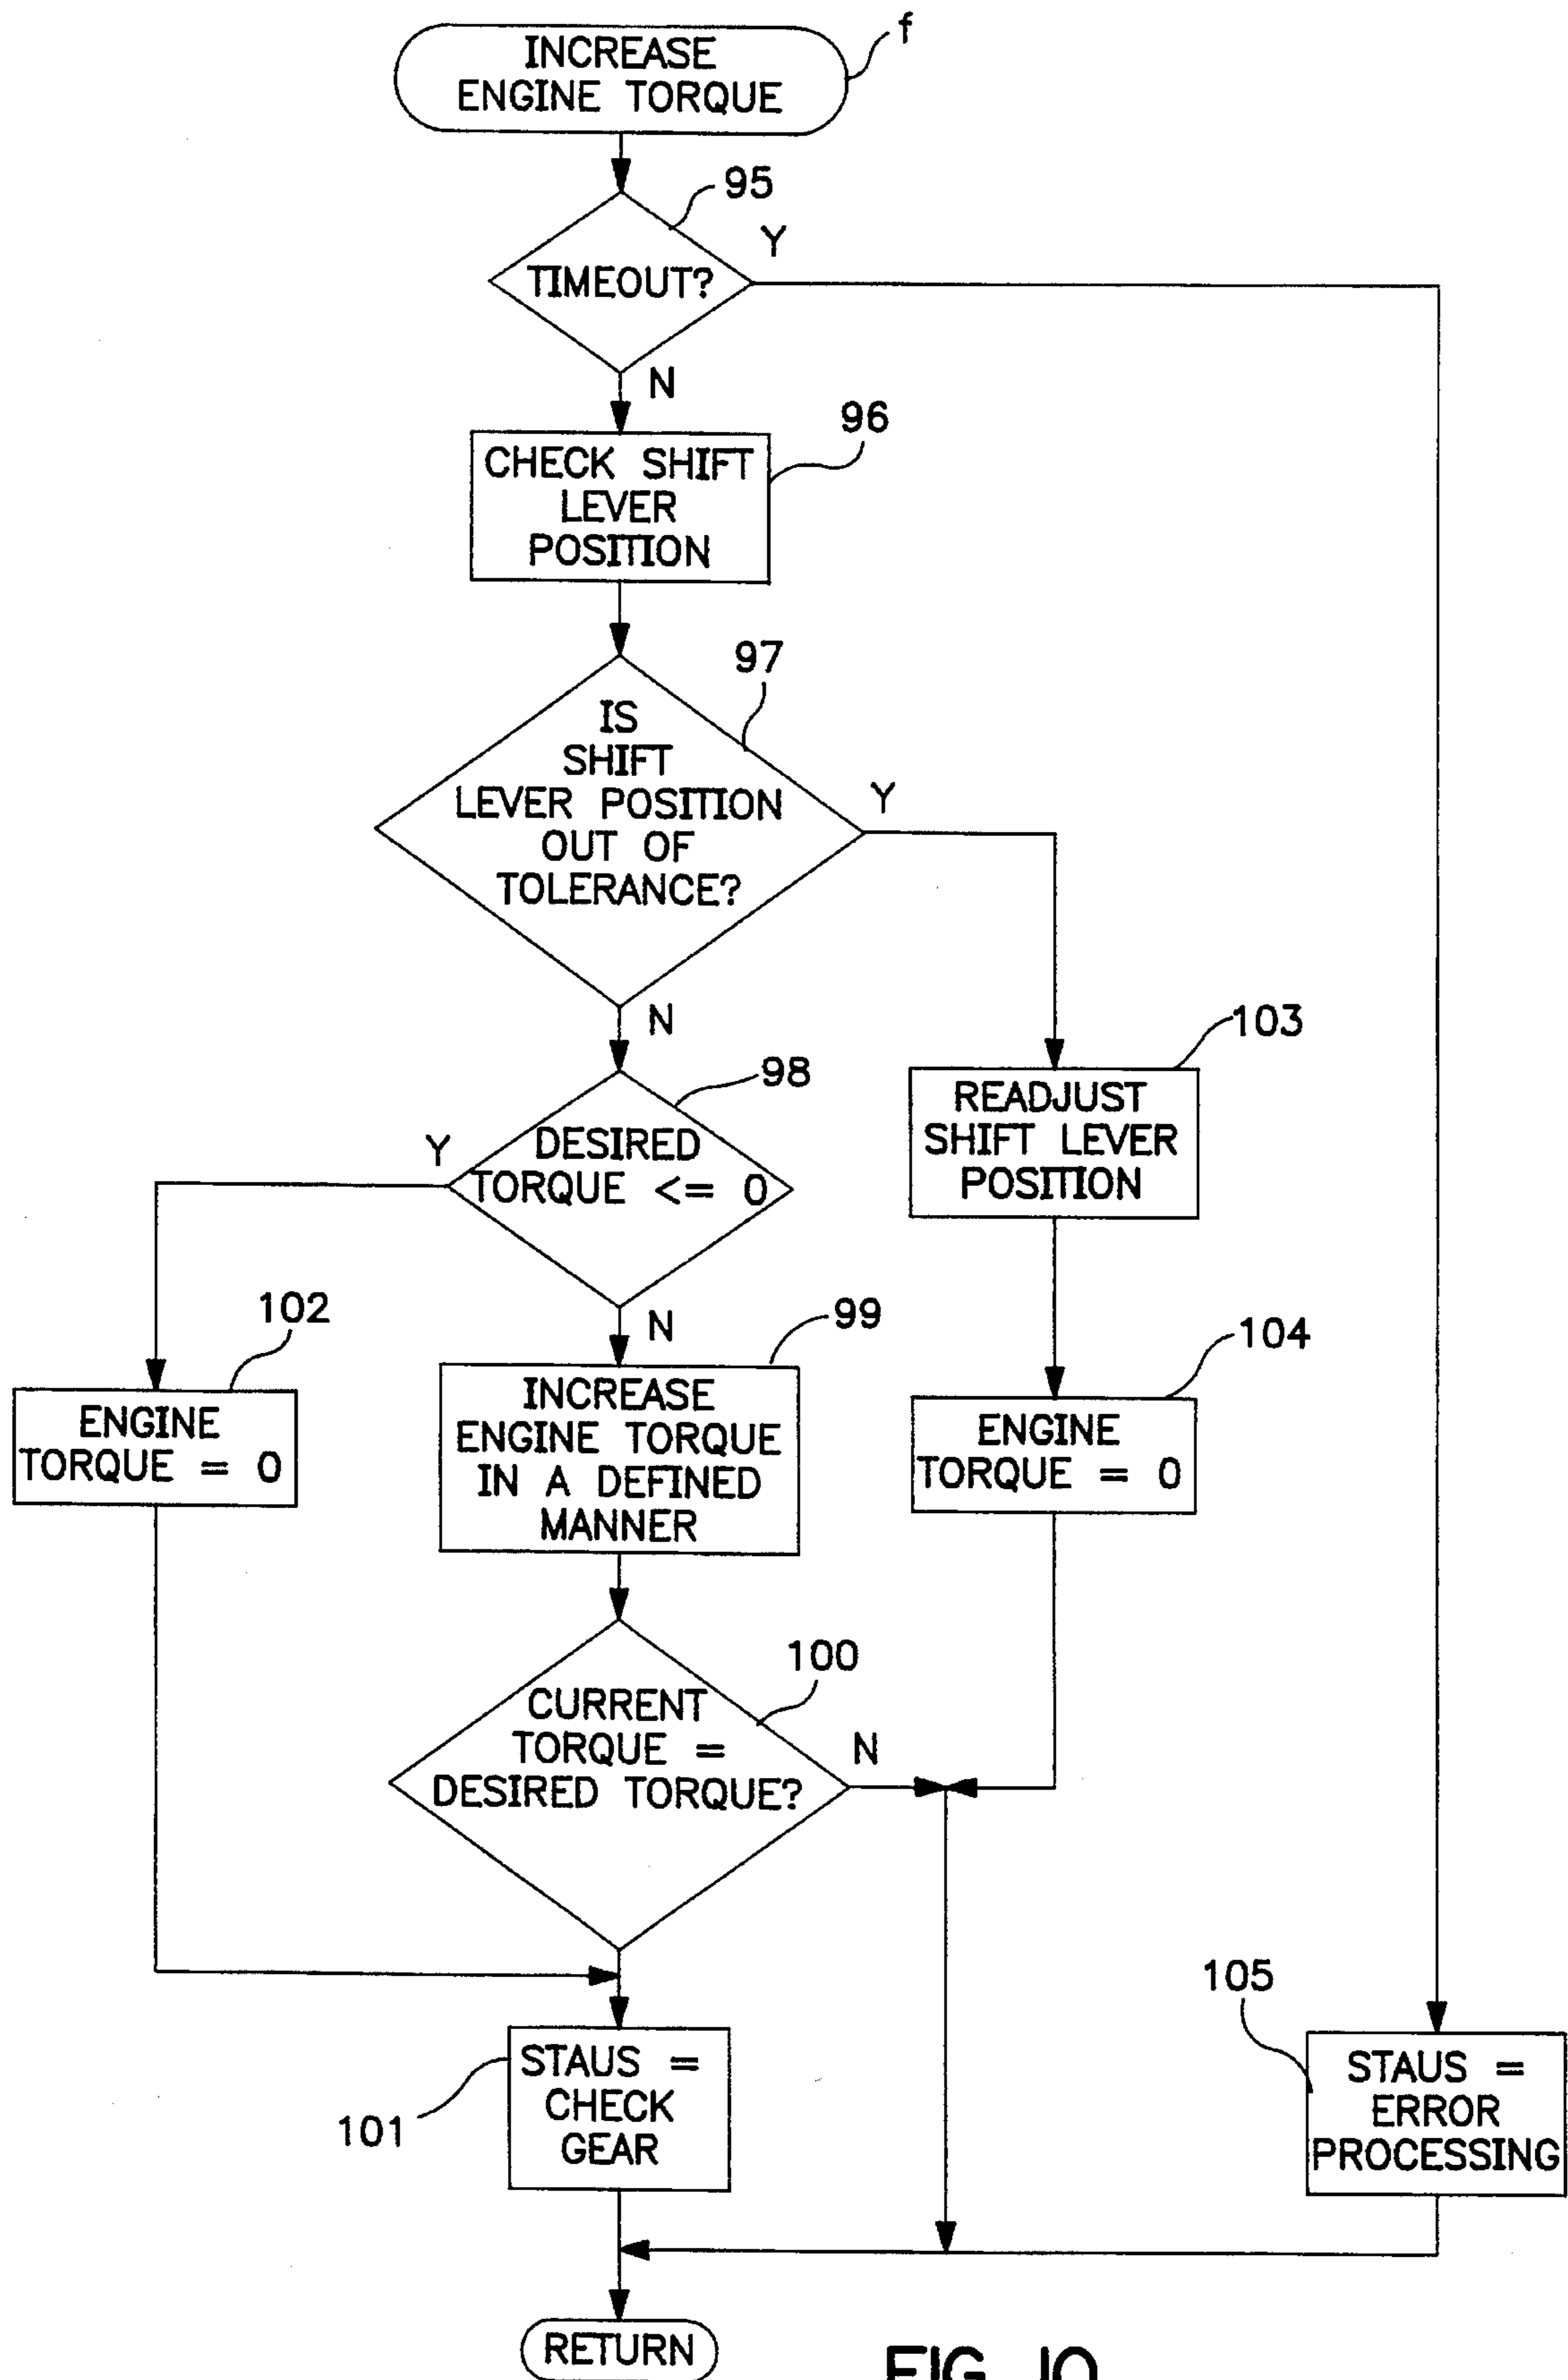 INCREASE
ENGINE TORQUE
f
95
Y
TIMEOUT?
N
96
CHECK SHIFT
LEVER
POSITION
97
IS
SHIFT
LEVER POSITION
OUT OF
TOLERANCE?
Y
N
103
98
READJUST
SHIFT LEVER
POSITION
Y
DESIRED
TORQUE <= 0
N
102
99
104
ENGINE
TORQUE = 0
INCREASE
ENGINE TORQUE
IN A DEFINED
MANNER
ENGINE
TORQUE = 0
100
CURRENT
TORQUE =
DESIRED TORQUE?
N
105
STAUS =
CHECK
GEAR
101
STAUS =
ERROR
PROCESSING
RETURN
FIG. 10